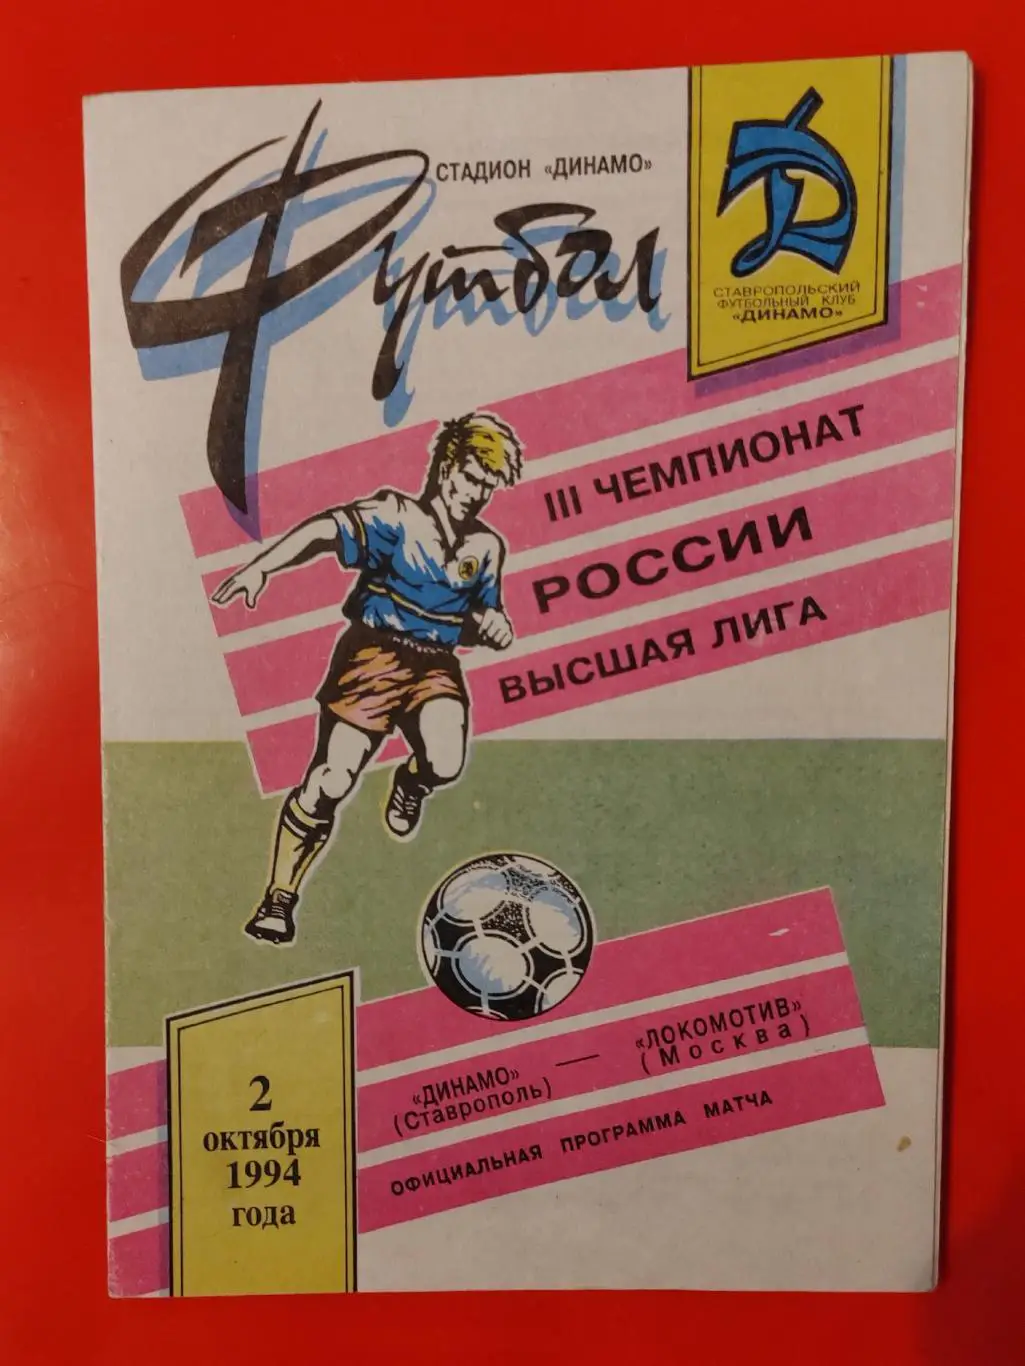 СТАДИОН «ДИНАМО»
Футбол
Д
СТАВРОПОЛЬСКИЙ
ФУТБОЛЬНЫЙ КЛУБ
«ДИНАМО»
III ЧЕМПИОНАТ
РОССИИ
ВЫСШАЯ ЛИГА
«ДИНАМО» — «ЛОКОМОТИВ»
(Ставрополь) (Москва)
ОФИЦИАЛЬНАЯ ПРОГРАММА МАТЧА
2
октября
1994
года